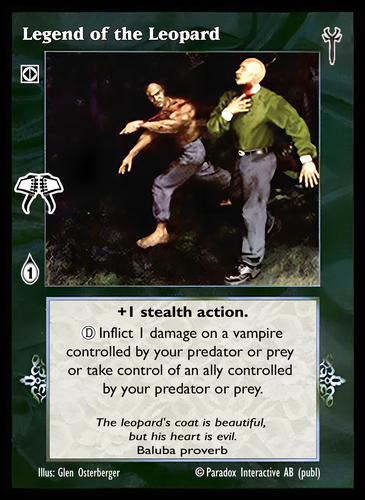 Legend of the Leopard
1
+1 stealth action.
Ⓓ Inflict 1 damage on a vampire
controlled by your predator or prey
or take control of an ally controlled
by your predator or prey.
The leopard's coat is beautiful,
but his heart is evil.
Baluba proverb
Illus: Glen Osterberger © Paradox Interactive AB (publ)